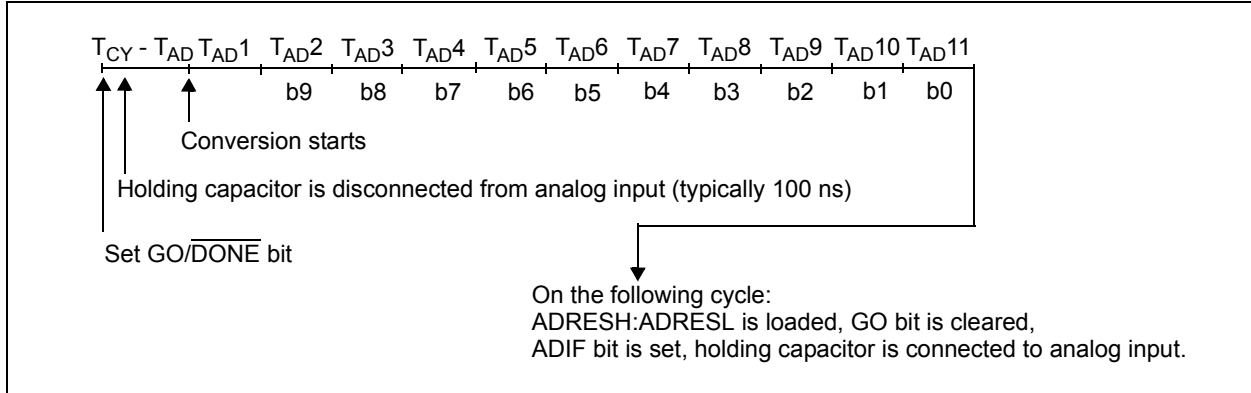 TCY - TAD TAD1 TAD2 TAD3 TAD4 TAD5 TAD6 TAD7 TAD8 TAD9 TAD10 TAD11
b9 b8 b7 b6 b5 b4 b3 b2 b1 b0
Conversion starts
Holding capacitor is disconnected from analog input (typically 100 ns)
Set GO/DONE bit
On the following cycle:
ADRESH:ADRESL is loaded, GO bit is cleared,
ADIF bit is set, holding capacitor is connected to analog input.